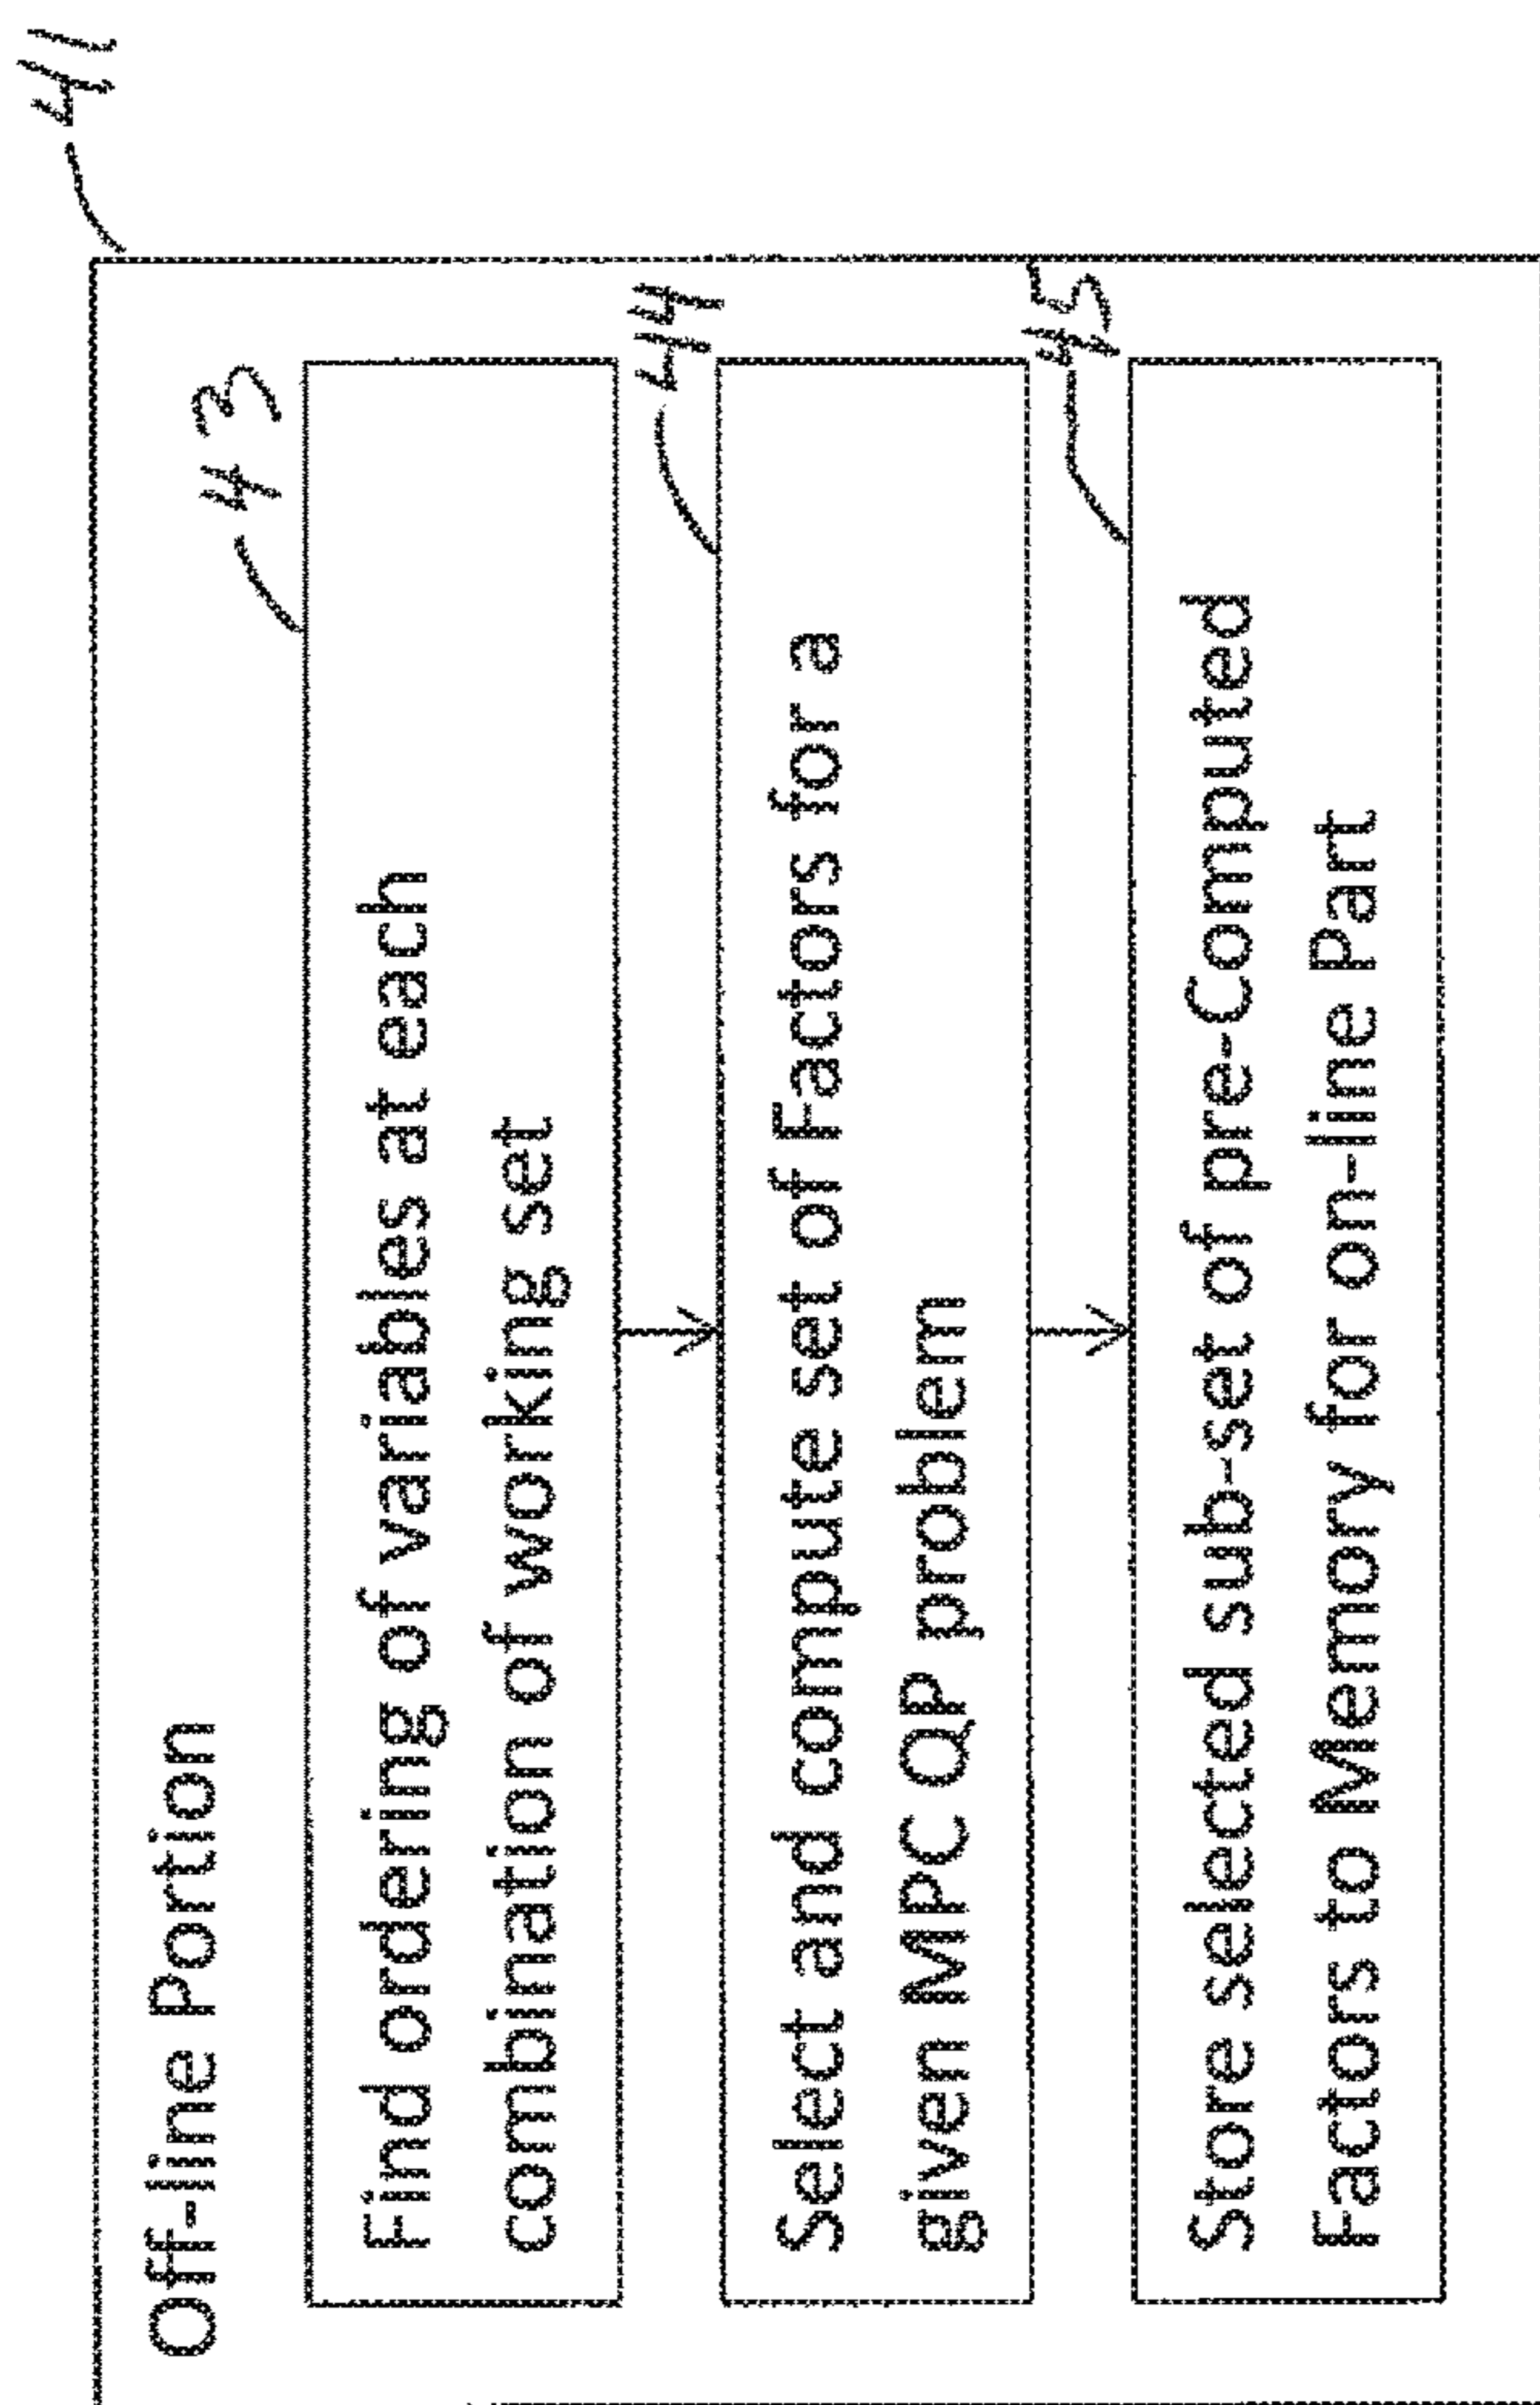 41
Off-line Portion
43
Find ordering of variables at each
combination of working set
44
Select and compute set of Factors for a
given MPC QP problem
45
Store selected sub-set of pre-Computed
Factors to Memory for on-line Part